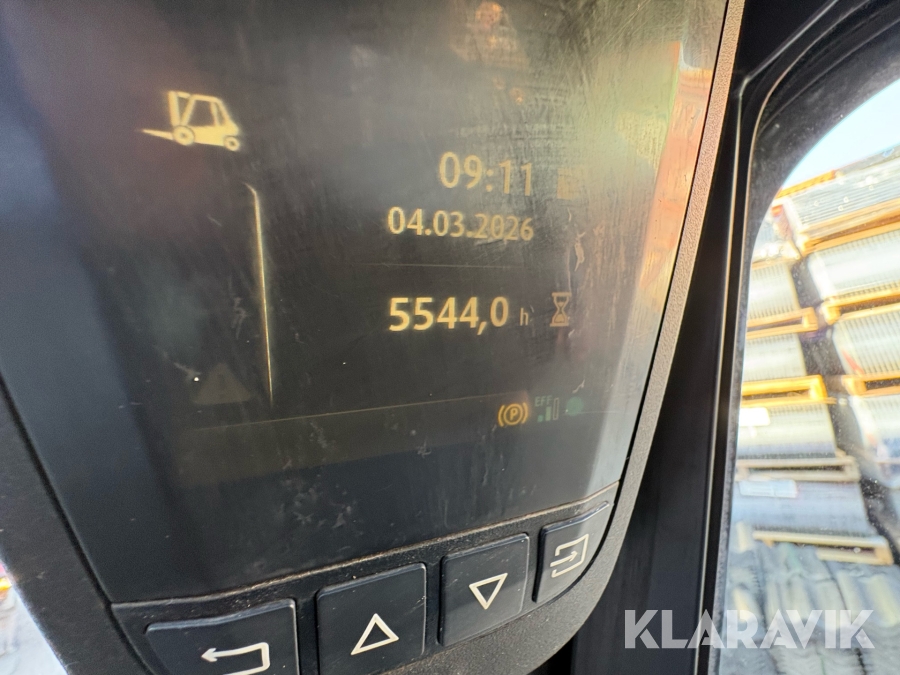 09:11
04.03.2026
5544,0 h
P
EFF
KLARAVIK